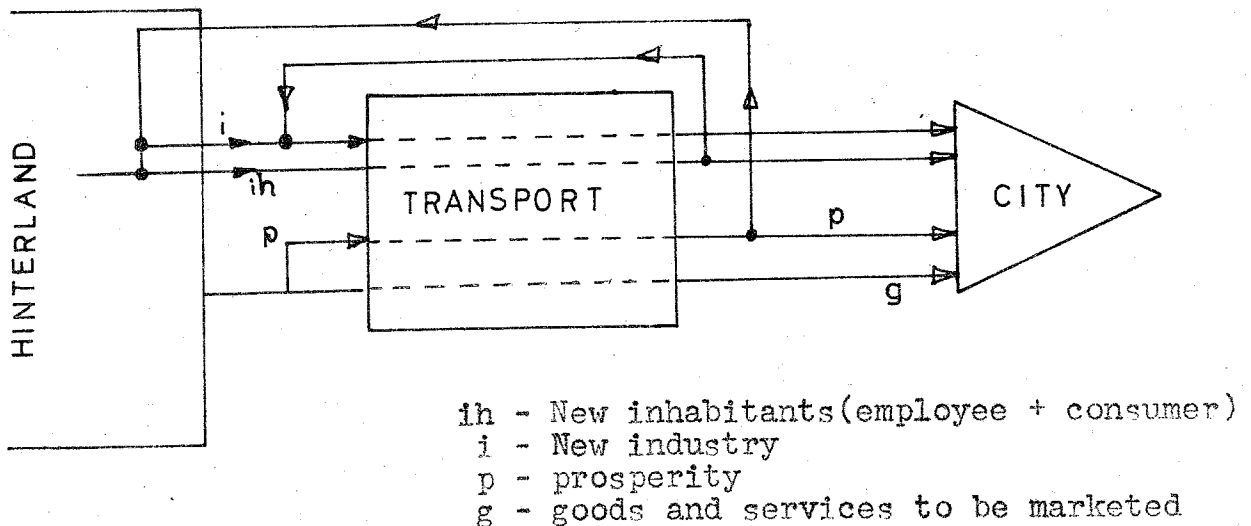 HINTERLAND
i
ih
p
TRANSPORT
p
g
CITY
ih - New inhabitants(employee + consumer)
i - New industry
p - prosperity
g - goods and services to be marketed